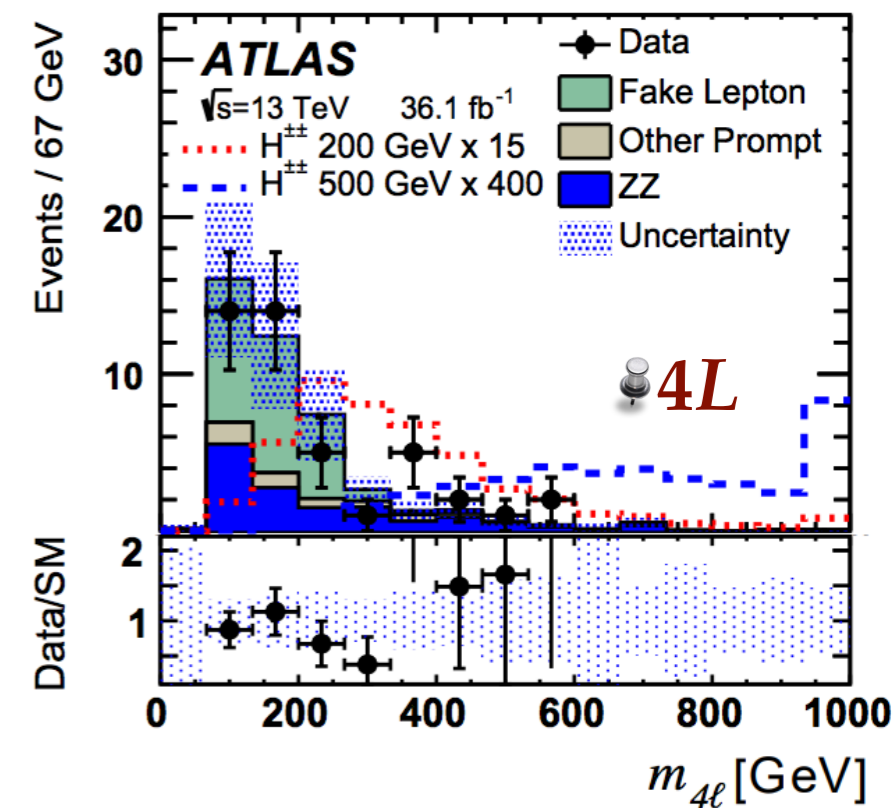 Events / 67 GeV
30
20
10
ATLAS
√s=13 TeV 36.1 fb⁻¹
H±± 200 GeV x 15
H±± 500 GeV x 400
Data
Fake Lepton
Other Prompt
ZZ
Uncertainty
4L
Data/SM
2
1
0 200 400 600 800 1000
m4ℓ [GeV]